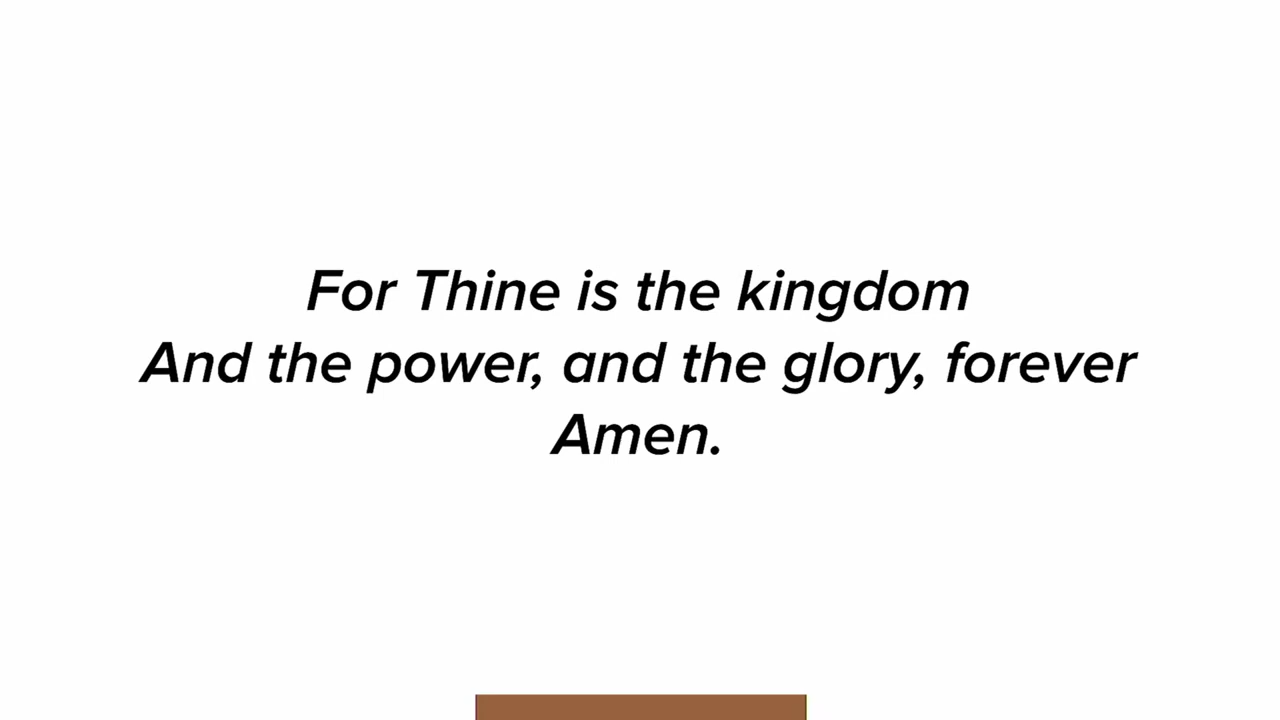 For Thine is the kingdom
And the power, and the glory, forever
Amen.